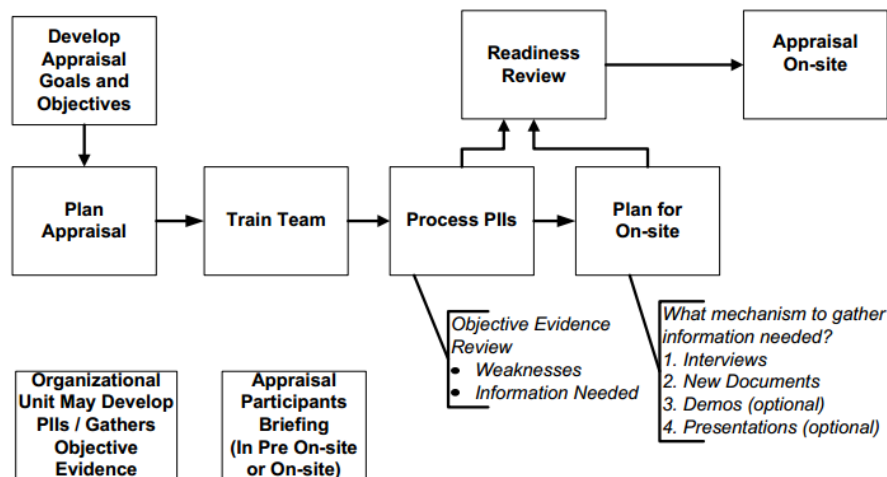 Develop
Appraisal
Goals and
Objectives
Readiness
Review
Appraisal
On-site
Plan
Appraisal
Train Team
Process PIIs
Plan for
On-site
Objective Evidence
Review
• Weaknesses
• Information Needed
What mechanism to gather
information needed?
1. Interviews
2. New Documents
3. Demos (optional)
4. Presentations (optional)
Organizational
Unit May Develop
PIIs / Gathers
Objective
Evidence
Appraisal
Participants
Briefing
(In Pre On-site
or On-site)